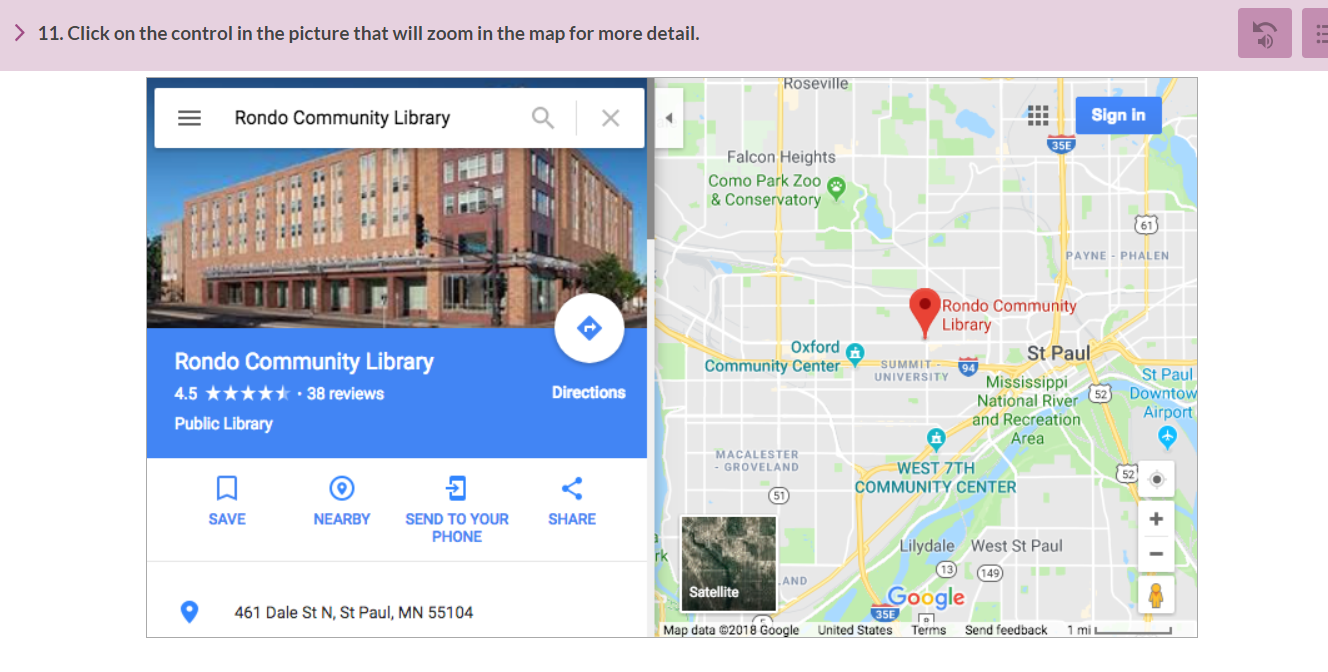 11. Click on the control in the picture that will zoom in the map for more detail.
Rondo Community Library
Rondo Community Library
4.5 ★★★★★ · 38 reviews
Public Library
Directions
SAVE
NEARBY
SEND TO YOUR
PHONE
SHARE
461 Dale St N, St Paul, MN 55104
Roseville
Sign in
35E
Falcon Heights
Como Park Zoo
& Conservatory
61
PAYNE - PHALEN
Rondo Community
Library
Oxford
Community Center
SUMMIT -
UNIVERSITY
94
St Paul
Mississippi
National River
and Recreation
Area
52
St Paul
Downtow
Airport
MACALESTER
- GROVELAND
51
WEST 7TH
COMMUNITY CENTER
52
+
−
Lilydale
West St Paul
13
149
rk
Satellite
AND
Google
35E
Map data ©2018 Google
United States
Terms
Send feedback
1 mi